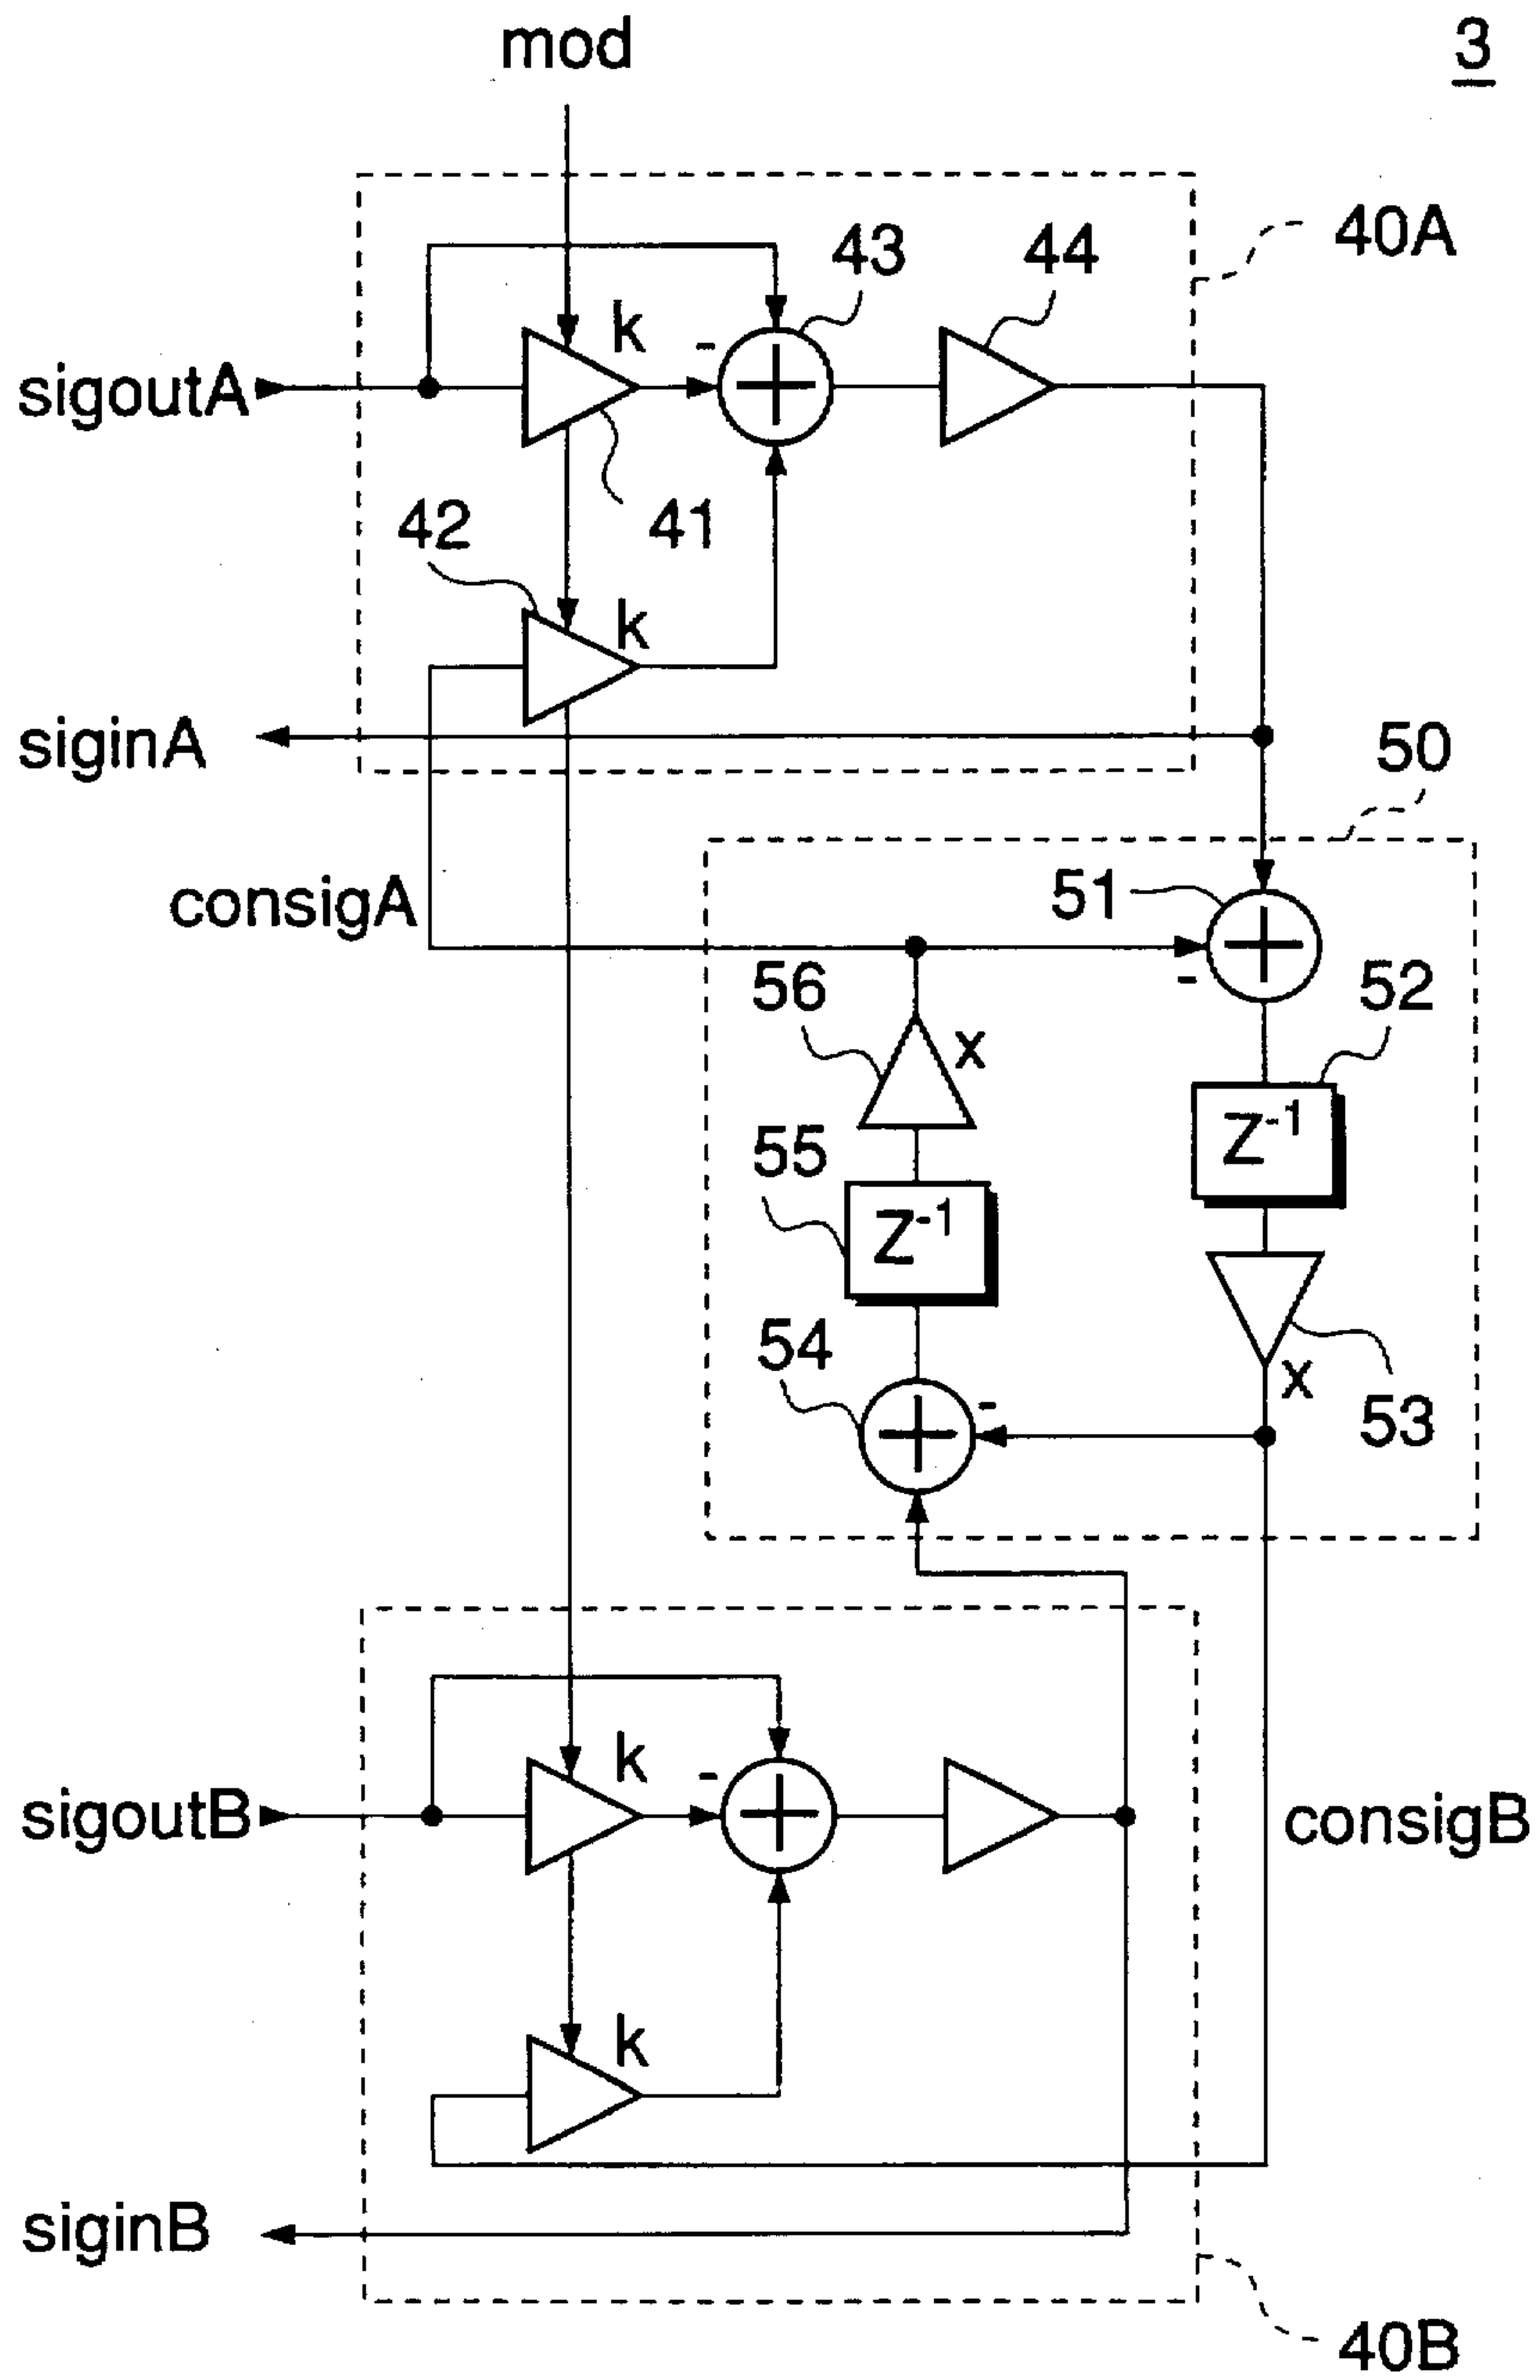 mod
3
40A
43
44
k
-
sigoutA
42
41
k
siginA
50
consigA
51
-
56
x
52
Z-1
55
Z-1
54
-
x
53
k
-
sigoutB
consigB
k
siginB
40B